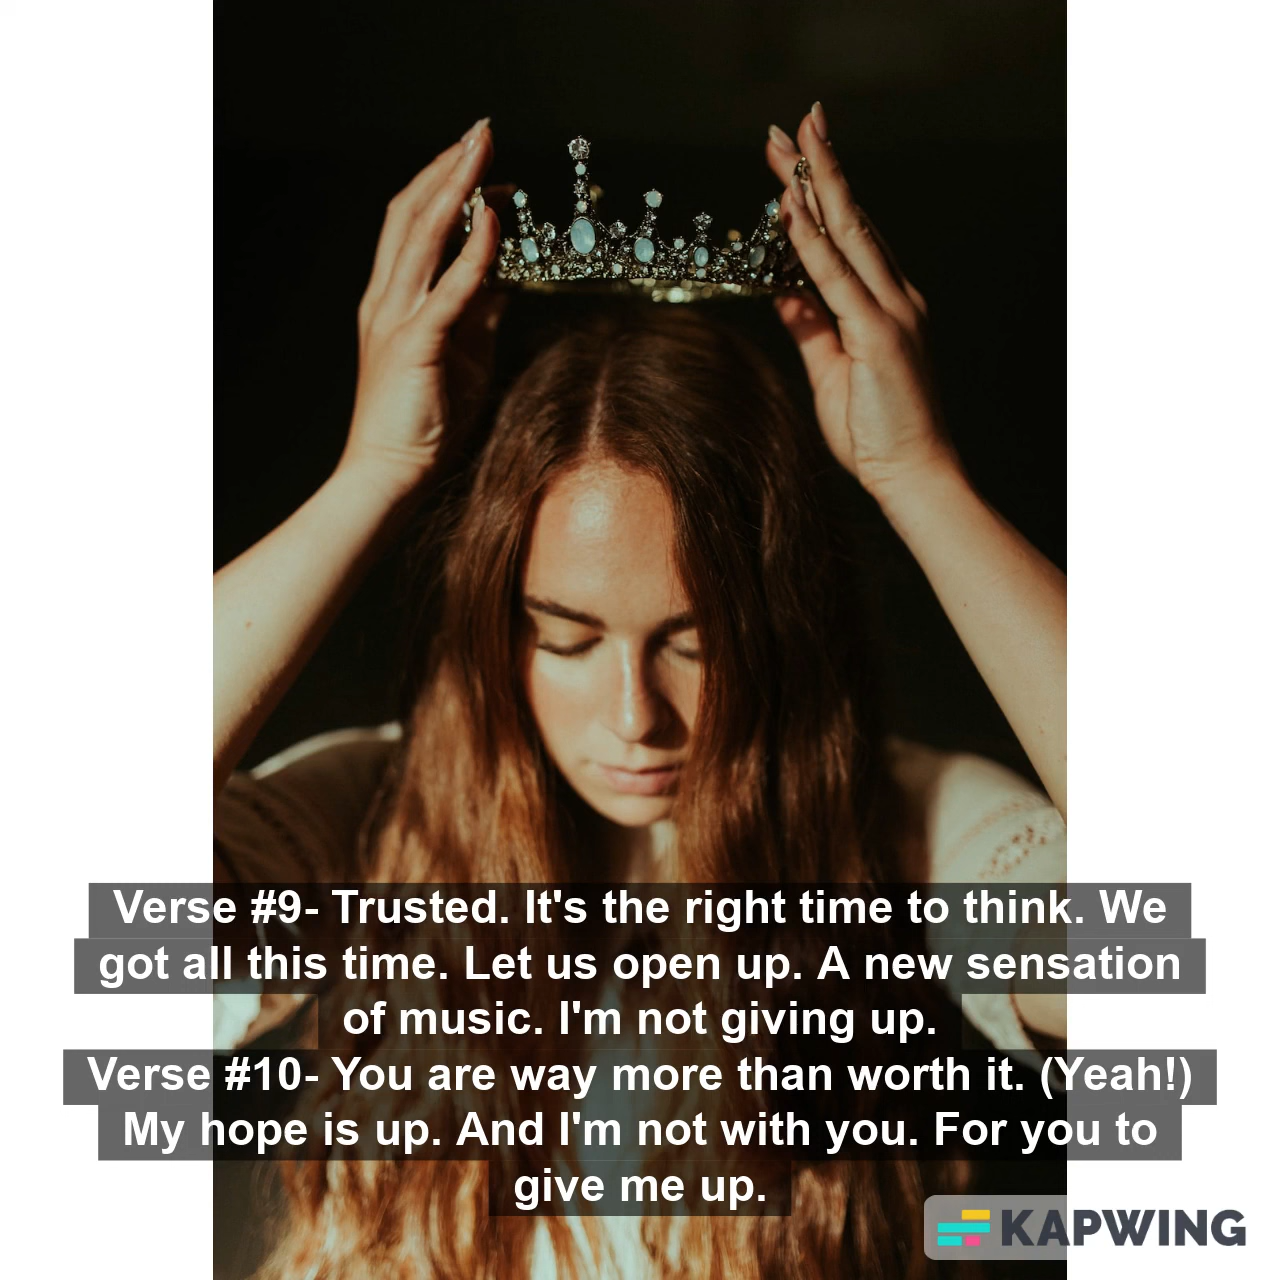 Verse #9- Trusted. It's the right time to think. We
got all this time. Let us open up. A new sensation
of music. I'm not giving up.
Verse #10- You are way more than worth it. (Yeah!)
My hope is up. And I'm not with you. For you to
give me up.
KAPWING